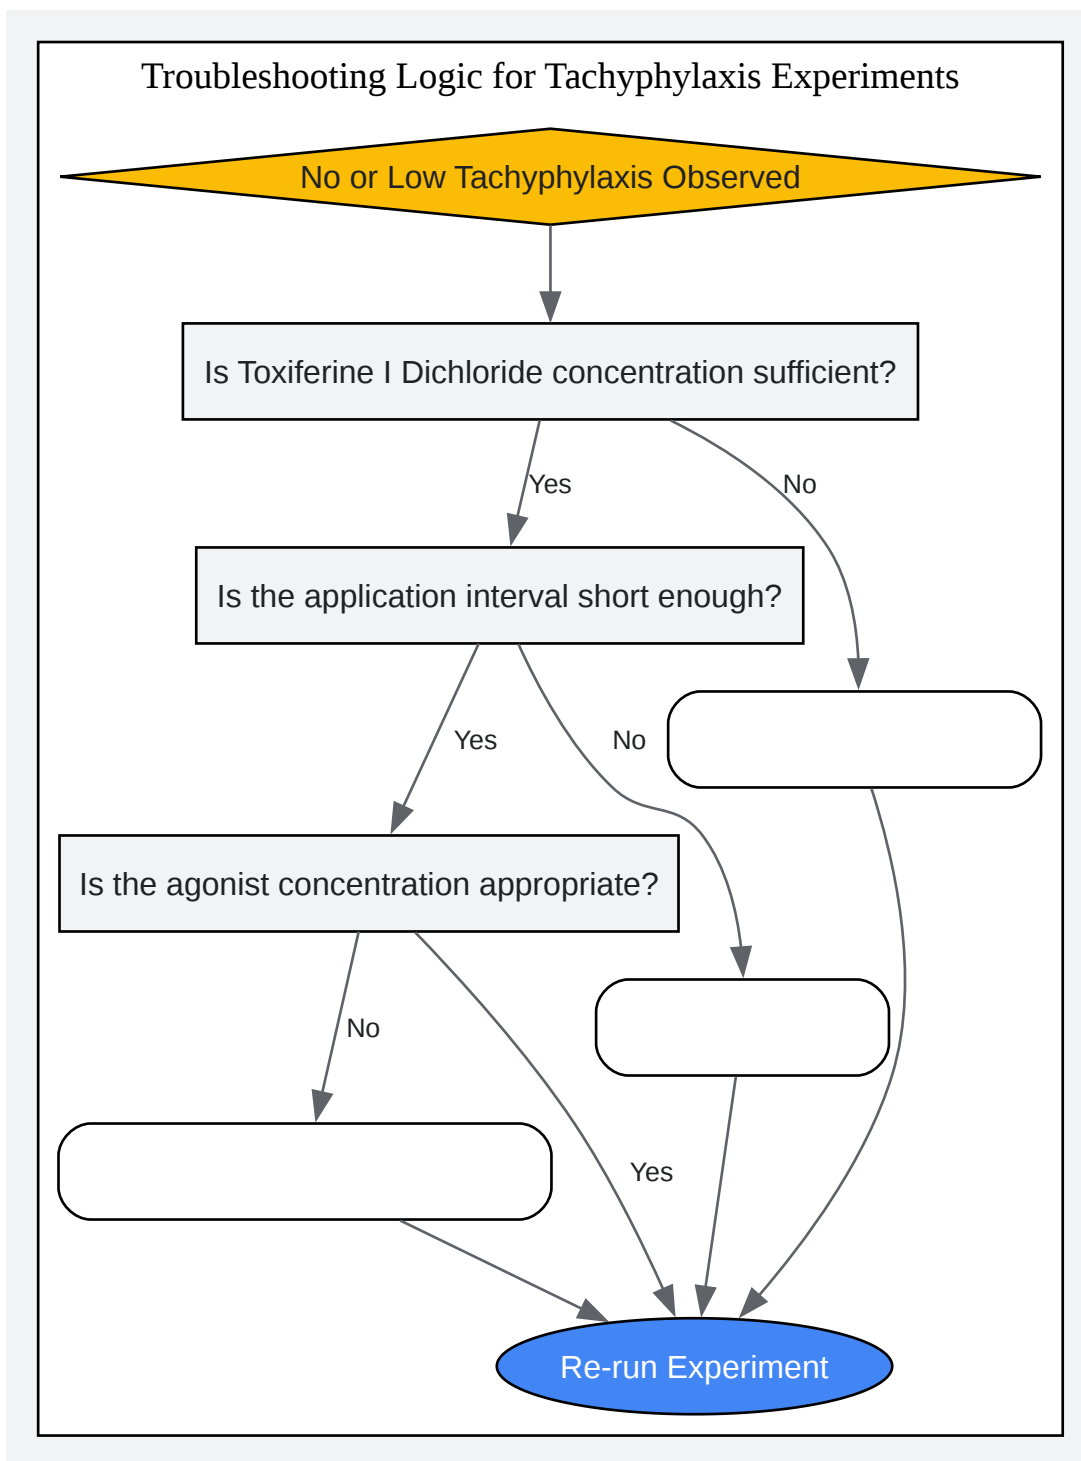 Troubleshooting Logic for Tachyphylaxis Experiments
No or Low Tachyphylaxis Observed
Is Toxiferine I Dichloride concentration sufficient?
Yes
No
Is the application interval short enough?
Yes
No
Is the agonist concentration appropriate?
No
Yes
Re-run Experiment